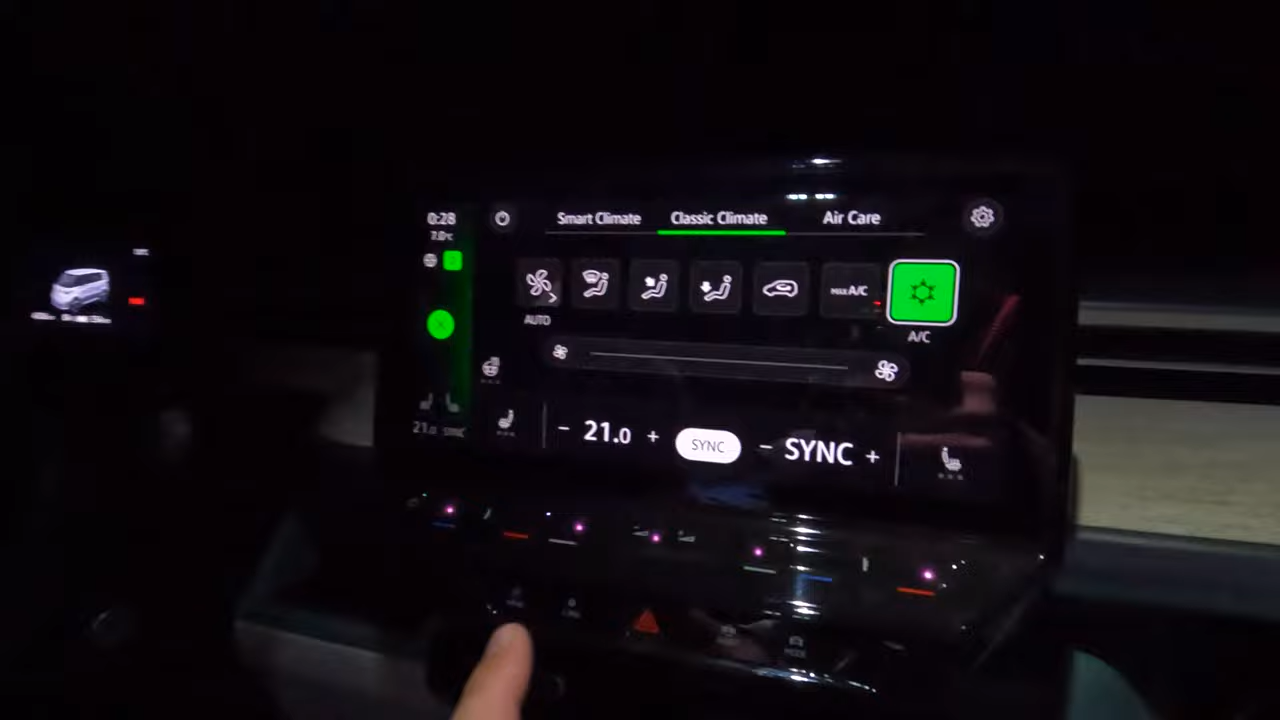 0:28
7.0°C
Smart Climate
Classic Climate
Air Care
MAX A/C
AUTO
A/C
21.0
SYNC
SYNC
21.0 SYNC
MODE